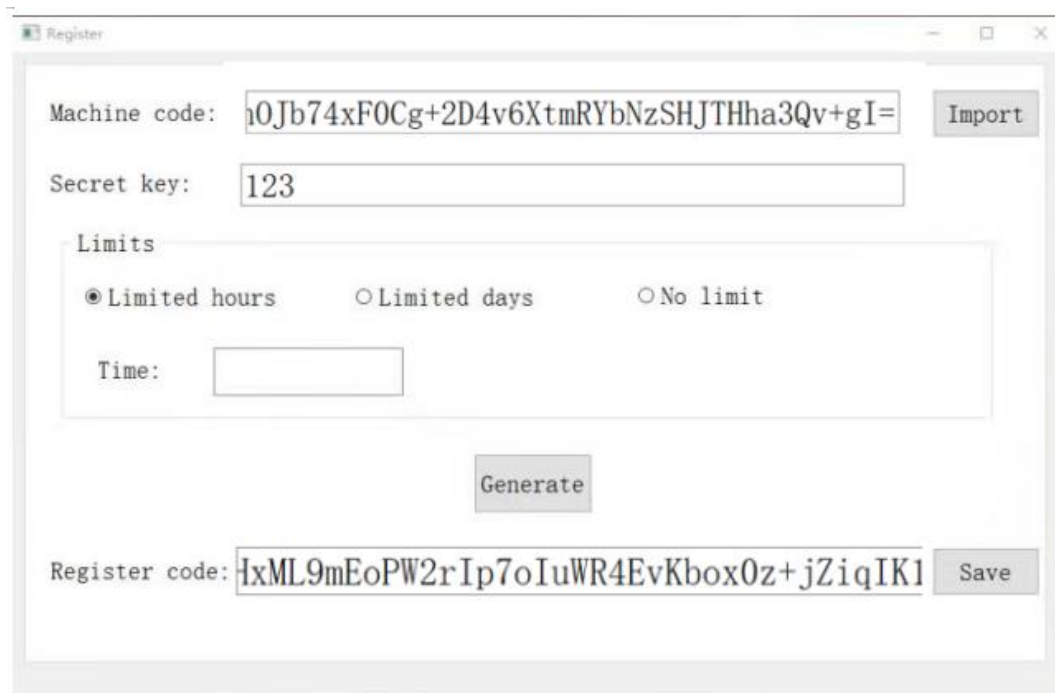 Register
Machine code: nOJb74xF0Cg+2D4v6XtmRYbNzSHJTHha3Qv+gI= Import
Secret key: 123
Limits
Limited hours Limited days No limit
Time:
Generate
Register code: HxML9mEoPW2rIp7oIuWR4EvKbox0z+jZiqIK1 Save